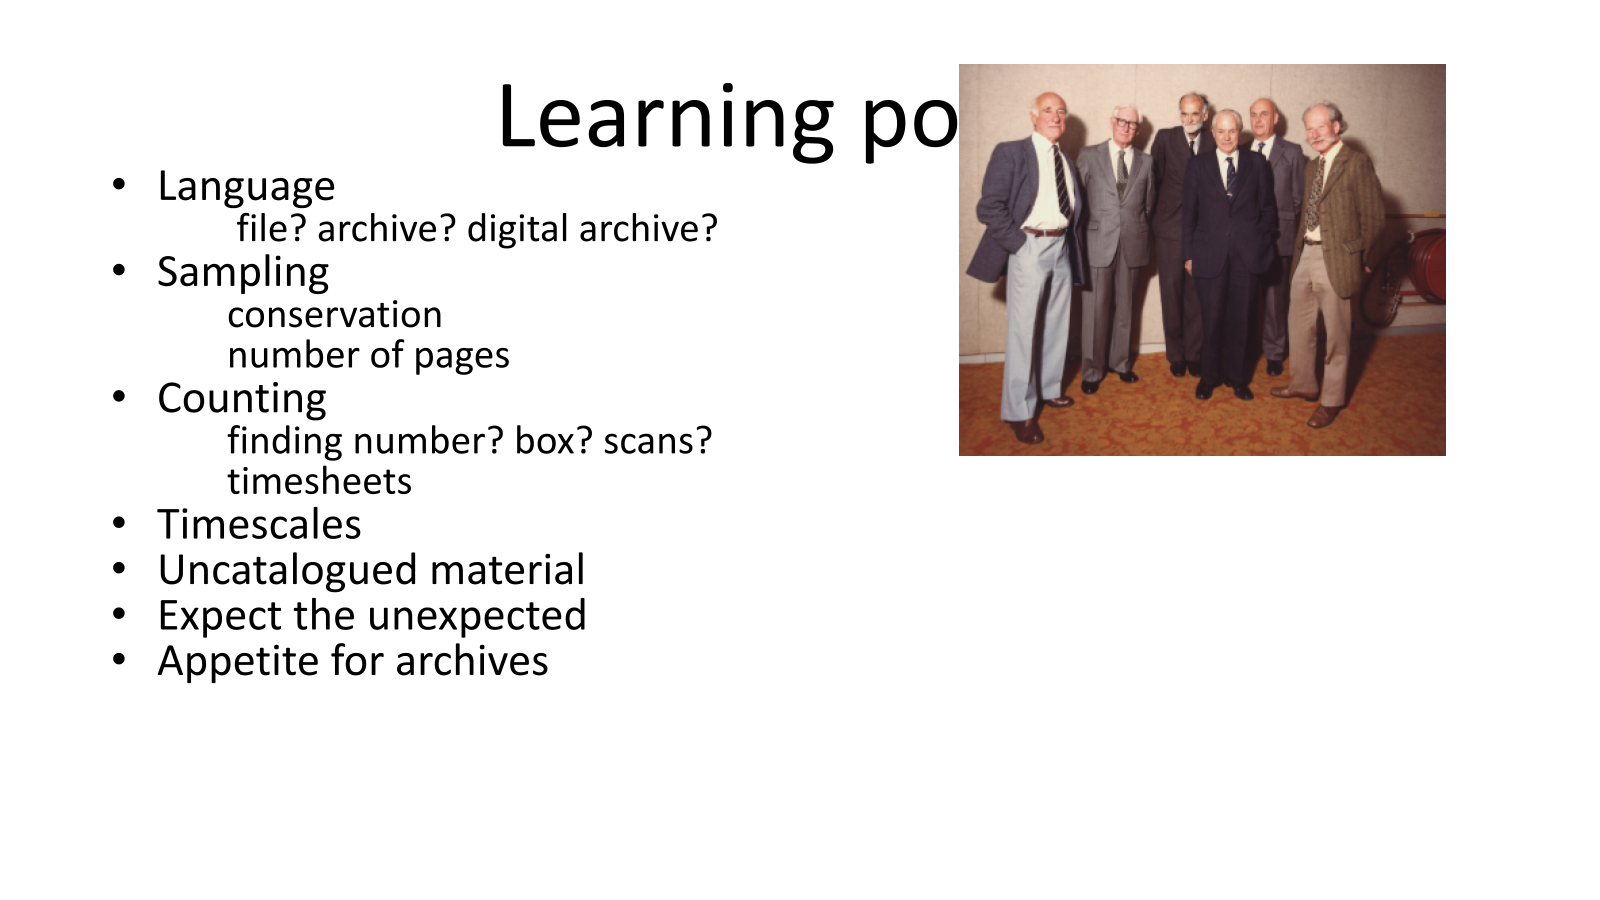 Learning po
• Language
file? archive? digital archive?
• Sampling
conservation
number of pages
• Counting
finding number? box? scans?
timesheets
• Timescales
• Uncatalogued material
• Expect the unexpected
• Appetite for archives